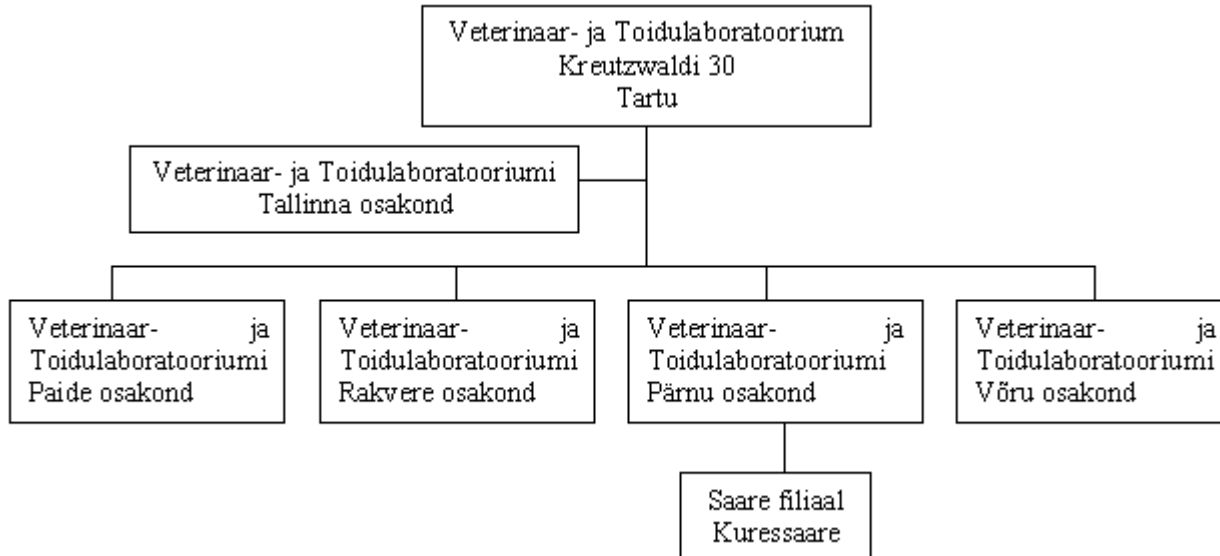 Veterinaar- ja Toidulaboratoorium
Kreutzwaldi 30
Tartu
Veterinaar- ja Toidulaboratooriumi
Tallinna osakond
Veterinaar- ja
Toidulaboratooriumi
Paide osakond
Veterinaar- ja
Toidulaboratooriumi
Rakvere osakond
Veterinaar- ja
Toidulaboratooriumi
Pärnu osakond
Veterinaar- ja
Toidulaboratooriumi
Võru osakond
Saare filiaal
Kuressaare